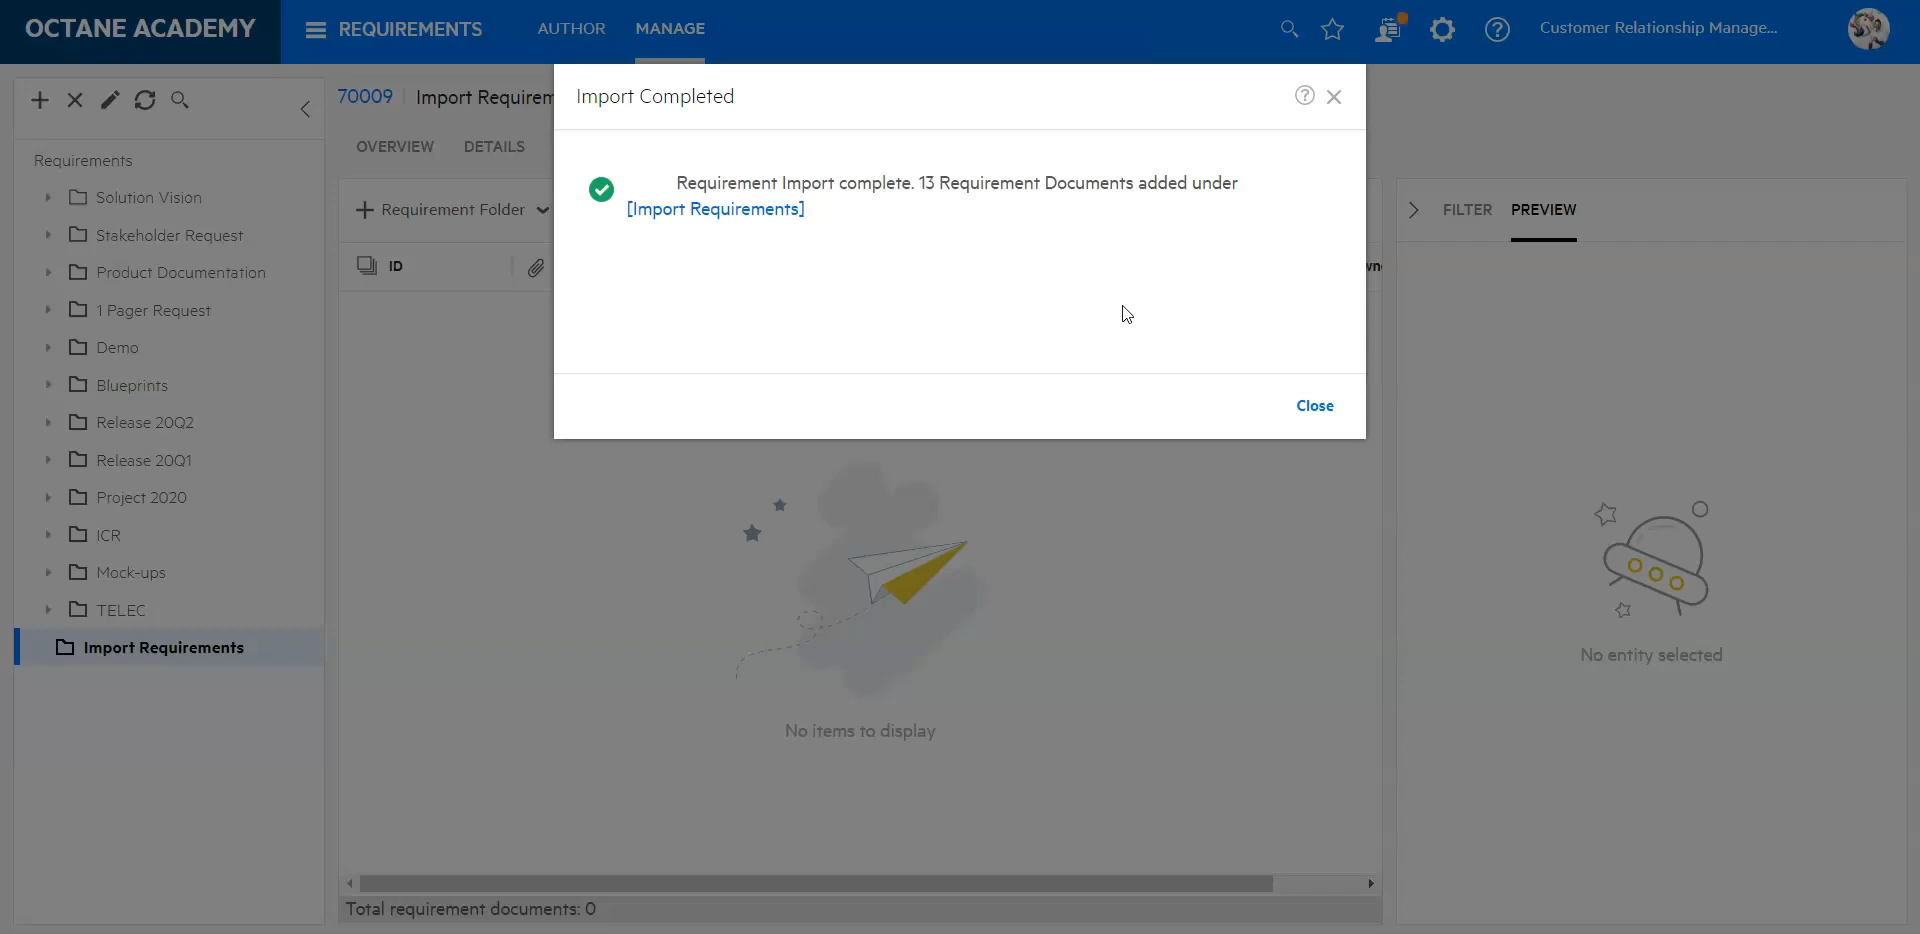 OCTANE ACADEMY
REQUIREMENTS
AUTHOR
MANAGE
Customer Relationship Manage...
70009
Import Requirem
Import Completed
OVERVIEW
DETAILS
Requirements
Solution Vision
Stakeholder Request
Product Documentation
1 Pager Request
Demo
Blueprints
Release 20Q2
Release 20Q1
Project 2020
ICR
Mock-ups
TELEC
Import Requirements
Requirement Import complete. 13 Requirement Documents added under
[Import Requirements]
Close
Requirement Folder
ID
wne
FILTER
PREVIEW
No items to display
No entity selected
Total requirement documents: 0